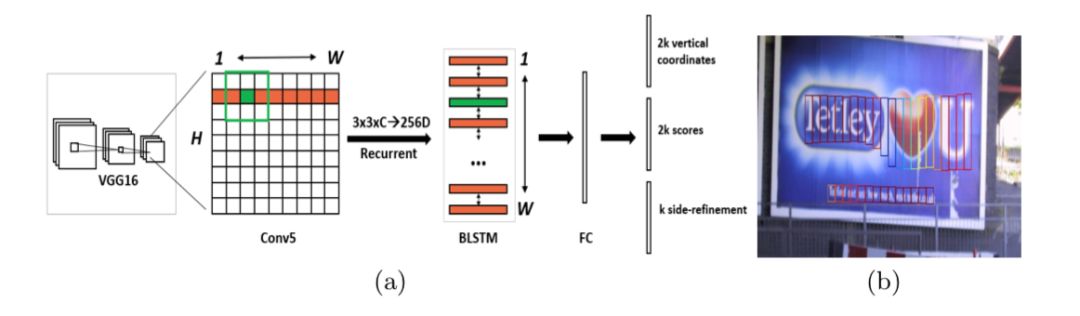 1
W
H
VGG16
Conv5
3x3xC→256D
Recurrent
1
...
W
BLSTM
FC
2k vertical
coordinates
2k scores
k side-refinement
(a)
Tetley
U
(b)